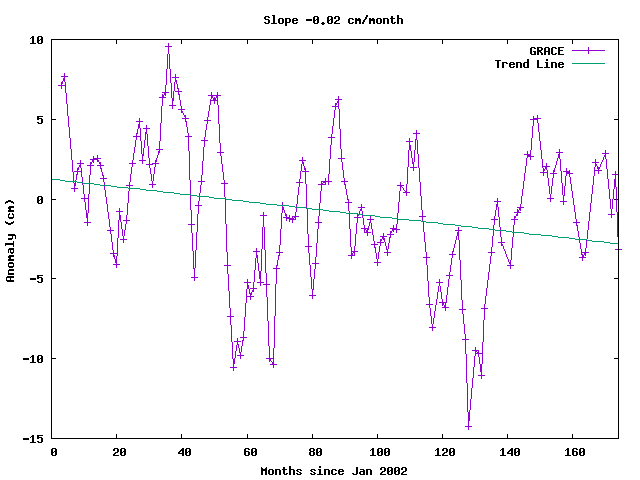 Slope -0.02 cm/month
10
5
0
-5
-10
-15
Anomaly (cm)
GRACE
Trend Line
0 20 40 60 80 100 120 140 160
Months since Jan 2002